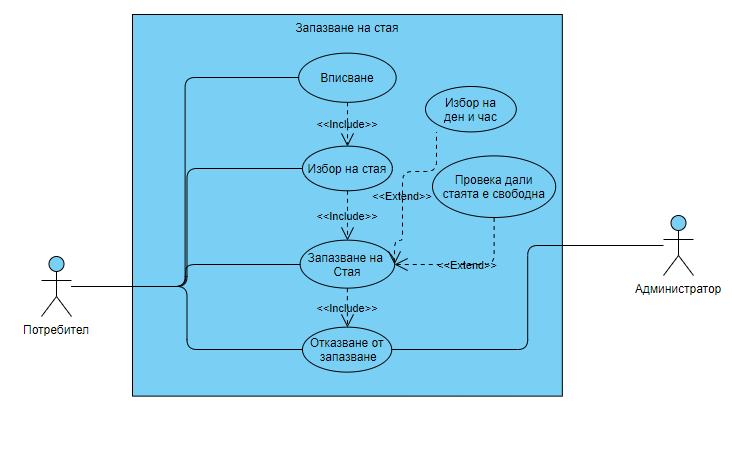 Запазване на стая
Вписване
<<Include>>
Избор на
ден и час
Избор на стая
Провека дали
стаята е свободна
<<Extend>>
<<Include>>
Запазване на
Стая
<<Extend>>
<<Include>>
Отказване от
запазване
Потребител
Администратор